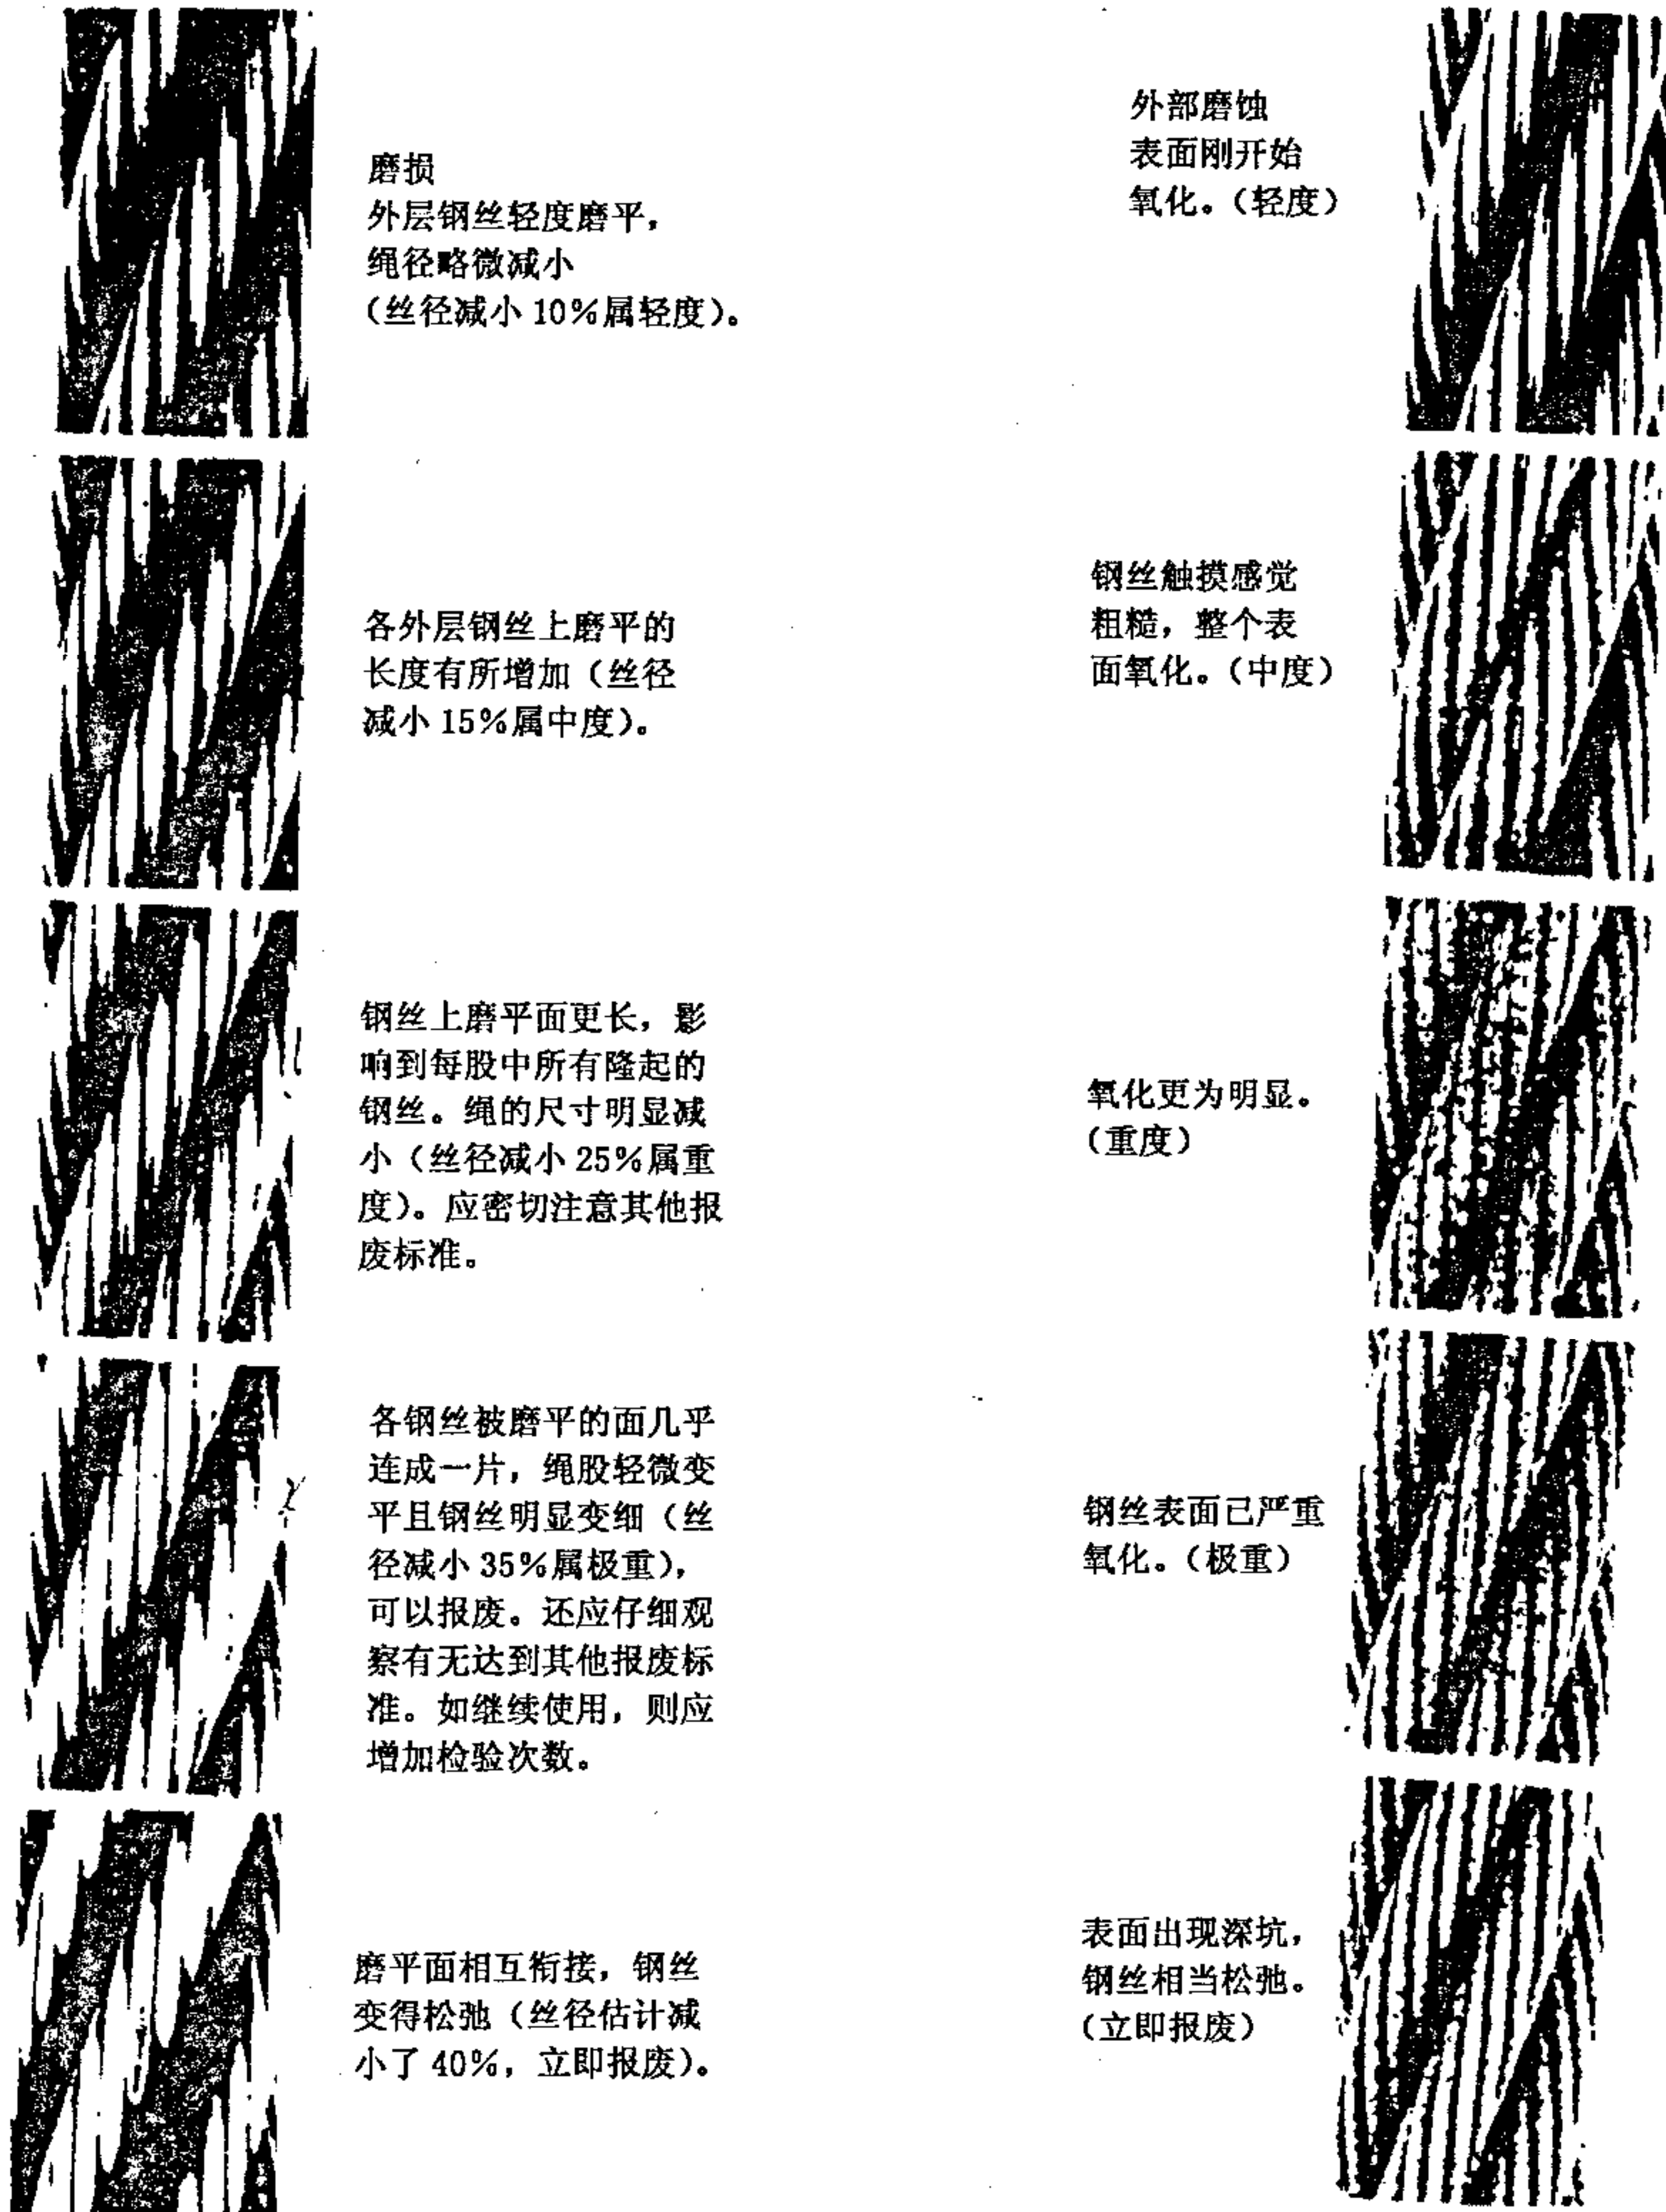 磨损
外层钢丝轻度磨平,
绳径略微减小
(丝径减小10%属轻度)。
各外层钢丝上磨平的
长度有所增加(丝径
减小15%属中度)。
钢丝上磨平面更长,影
响到每股中所有隆起的
钢丝。绳的尺寸明显减
小(丝径减小25%属重
度)。应密切注意其他报
废标准。
各钢丝被磨平的面几乎
连成一片,绳股轻微变
平且钢丝明显变细(丝
径减小35%属极重),
可以报废。还应仔细观
察有无达到其他报废标
准。如继续使用,则应
增加检验次数。
磨平面相互衔接,钢丝
变得松弛(丝径估计减
小了40%,立即报废)。
外部磨蚀
表面刚开始
氧化。(轻度)
钢丝触摸感觉
粗糙,整个表
面氧化。(中度)
氧化更为明显。
(重度)
钢丝表面已严重
氧化。(极重)
表面出现深坑,
钢丝相当松弛。
(立即报废)